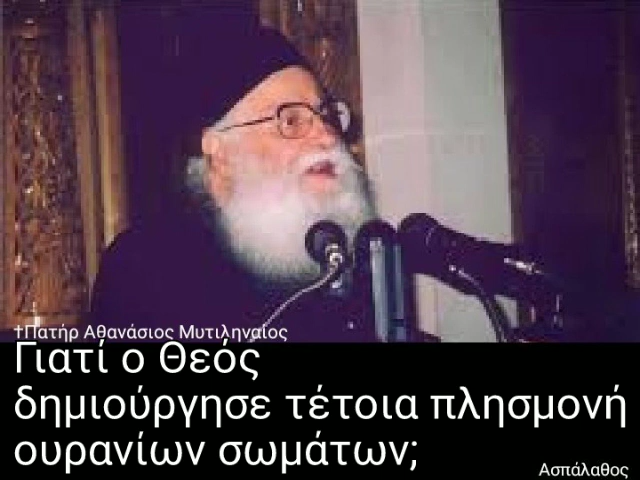 †Πατήρ Αθανάσιος Μυτιληναίος
Γιατί ο Θεός
δημιούργησε τέτοια πλησμονή
ουρανίων σωμάτων;
Ασπάλαθος